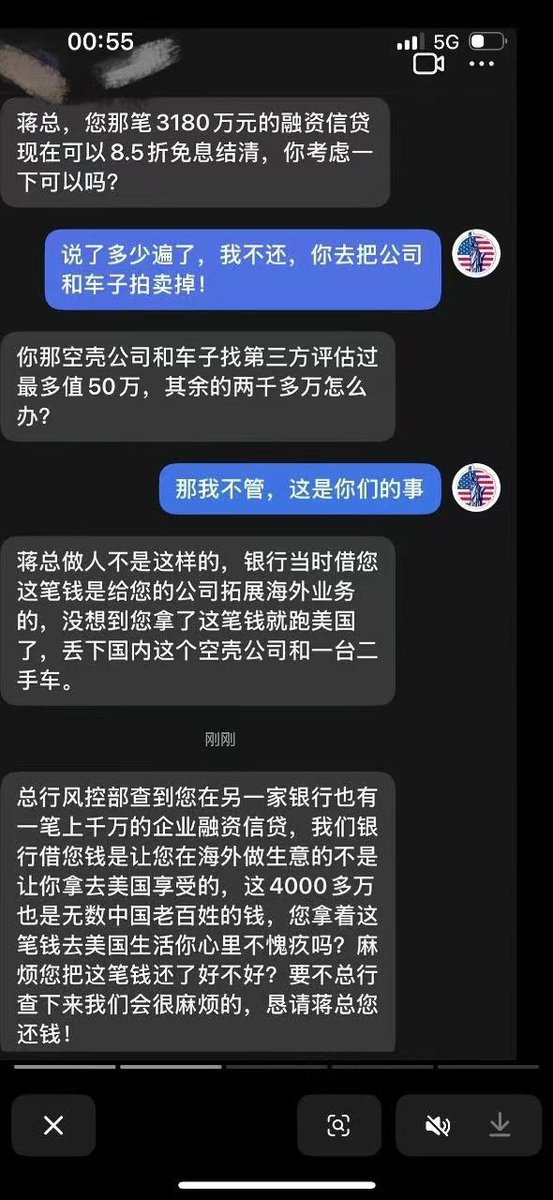 00:55
5G
蒋总，您那笔3180万元的融资信贷
现在可以8.5折免息结清，你考虑一
下可以吗?
说了多少遍了，我不还，你去把公司
和车子拍卖掉！
你那空壳公司和车子找第三方评估过
最多值50万，其余的两千多万怎么
办?
那我不管，这是你们的事
蒋总做人不是这样的，银行当时借您
这笔钱是给您的公司拓展海外业务
的，没想到您拿了这笔钱就跑美国
了，丢下国内这个空壳公司和一台二
手车。
刚刚
总行风控部查到您在另一家银行也有
一笔上千万的企业融资信贷，我们银
行借您钱是让您在海外做生意的不是
让你拿去美国享受的，这4000多万
也是无数中国老百姓的钱，您拿着这
笔钱去美国生活你心里不愧疚吗？麻
烦您把这笔钱还了好不好？要不总行
查下来我们会很麻烦的，恳请蒋总您
还钱！